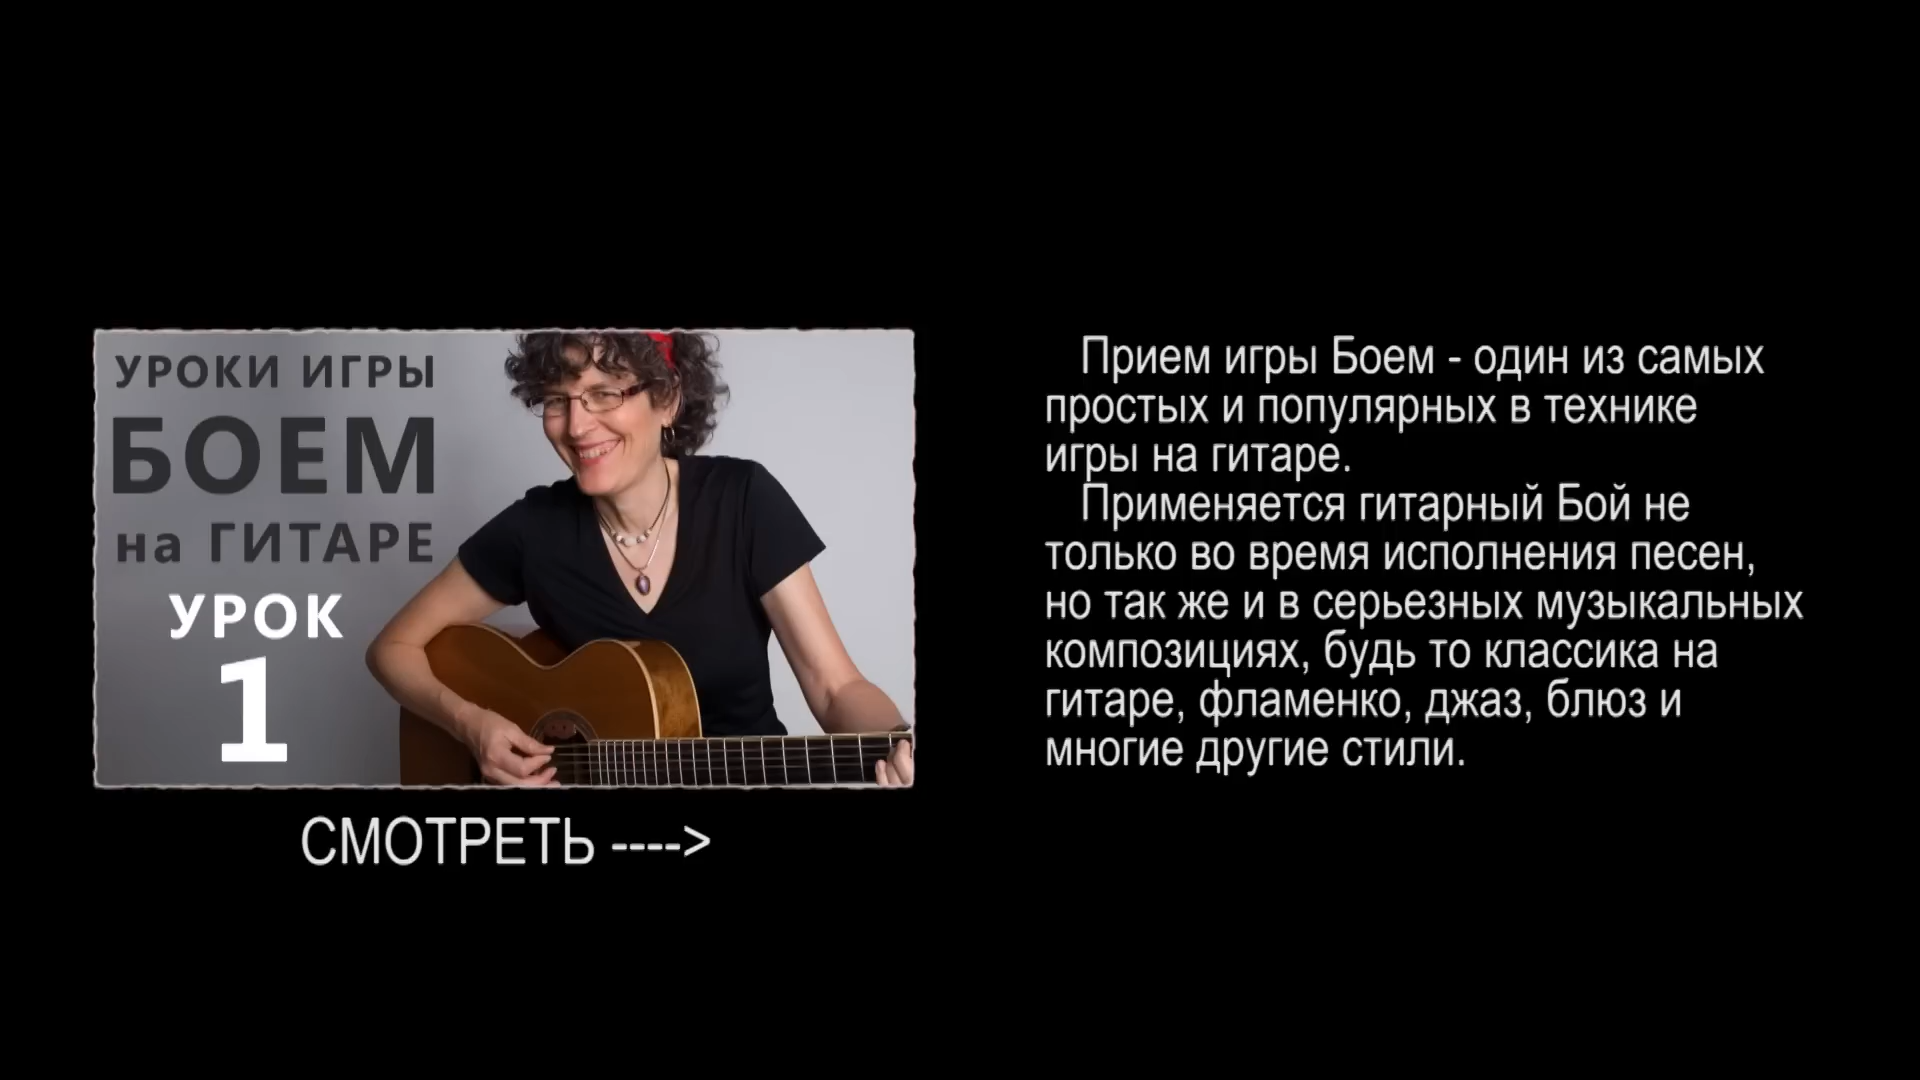 УРОКИ ИГРЫ
БОЕМ
на ГИТАРЕ
УРОК
1
СМОТРЕТЬ ---->
Прием игры Боем - один из самых
простых и популярных в технике
игры на гитаре.
Применяется гитарный Бой не
только во время исполнения песен,
но так же и в серьезных музыкальных
композициях, будь то классика на
гитаре, фламенко, джаз, блюз и
многие другие стили.